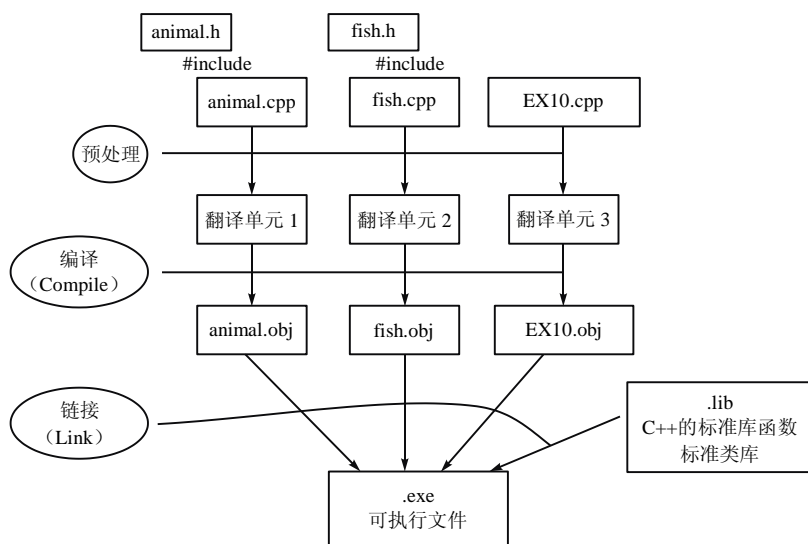 animal.h
fish.h
#include
#include
animal.cpp
fish.cpp
EX10.cpp
预处理
翻译单元 1
翻译单元 2
翻译单元 3
编译
（Compile）
animal.obj
fish.obj
EX10.obj
链接
（Link）
.lib
C++的标准库函数
标准类库
.exe
可执行文件